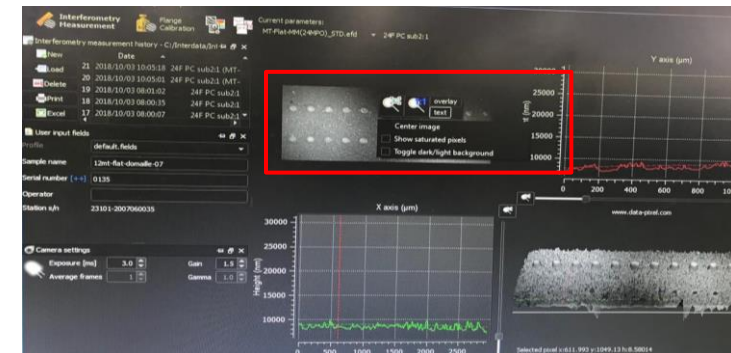 Interferometry Measurement
Flange Calibration
Current parameters:
MT-Flat-MM(24MPO)_STD.efd
24F PC sub2:1
Interferometry measurement history - C:/Interdata/Int
New
Date
Load
21 2018/10/03 10:05:18 24F PC sub2:1 (MT-
20 2018/10/03 10:05:01 24F PC sub2:1 (MT-
Delete
19 2018/10/03 08:01:02 24F PC sub2:1
Print
18 2018/10/03 08:00:35 24F PC sub2:1
Excel
17 2018/10/03 08:00:07 24F PC sub2:1
User input fields
Profile
default.fields
Sample name
12mt-flat-domaille-07
Serial number [++]
0135
Operator
Station s/n
23101-2007060035
Camera settings
Exposure [ms]
3.0
Gain
1.5
Average frames
1
Gamma
1.0
overlay
text
Center image
Show saturated pixels
Toggle dark/light background
Y axis (µm)
30000
25000
20000
15000
10000
0 200 400 600 800
www.data-pixel.com
X axis (µm)
Height (nm)
30000
20000
15000
10000
0 500 1000 1500 2000 2500
Selected pixel x:611.993 y:1049.13 h:8.58014